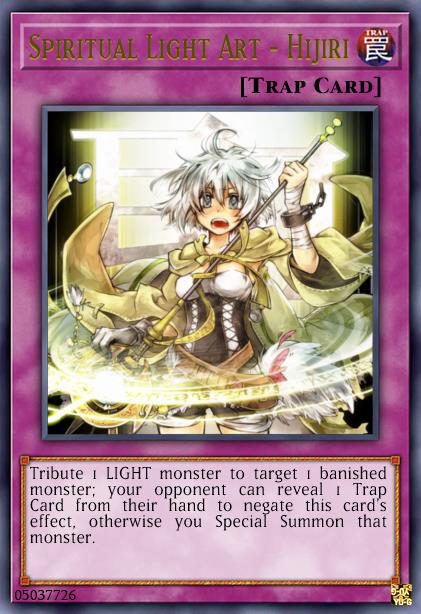 Spiritual Light Art - Hijiri
TRAP
罠
[Trap Card]
Tribute 1 LIGHT monster to target 1 banished
monster; your opponent can reveal 1 Trap
Card from their hand to negate this card's
effect, otherwise you Special Summon that
monster.
05037726